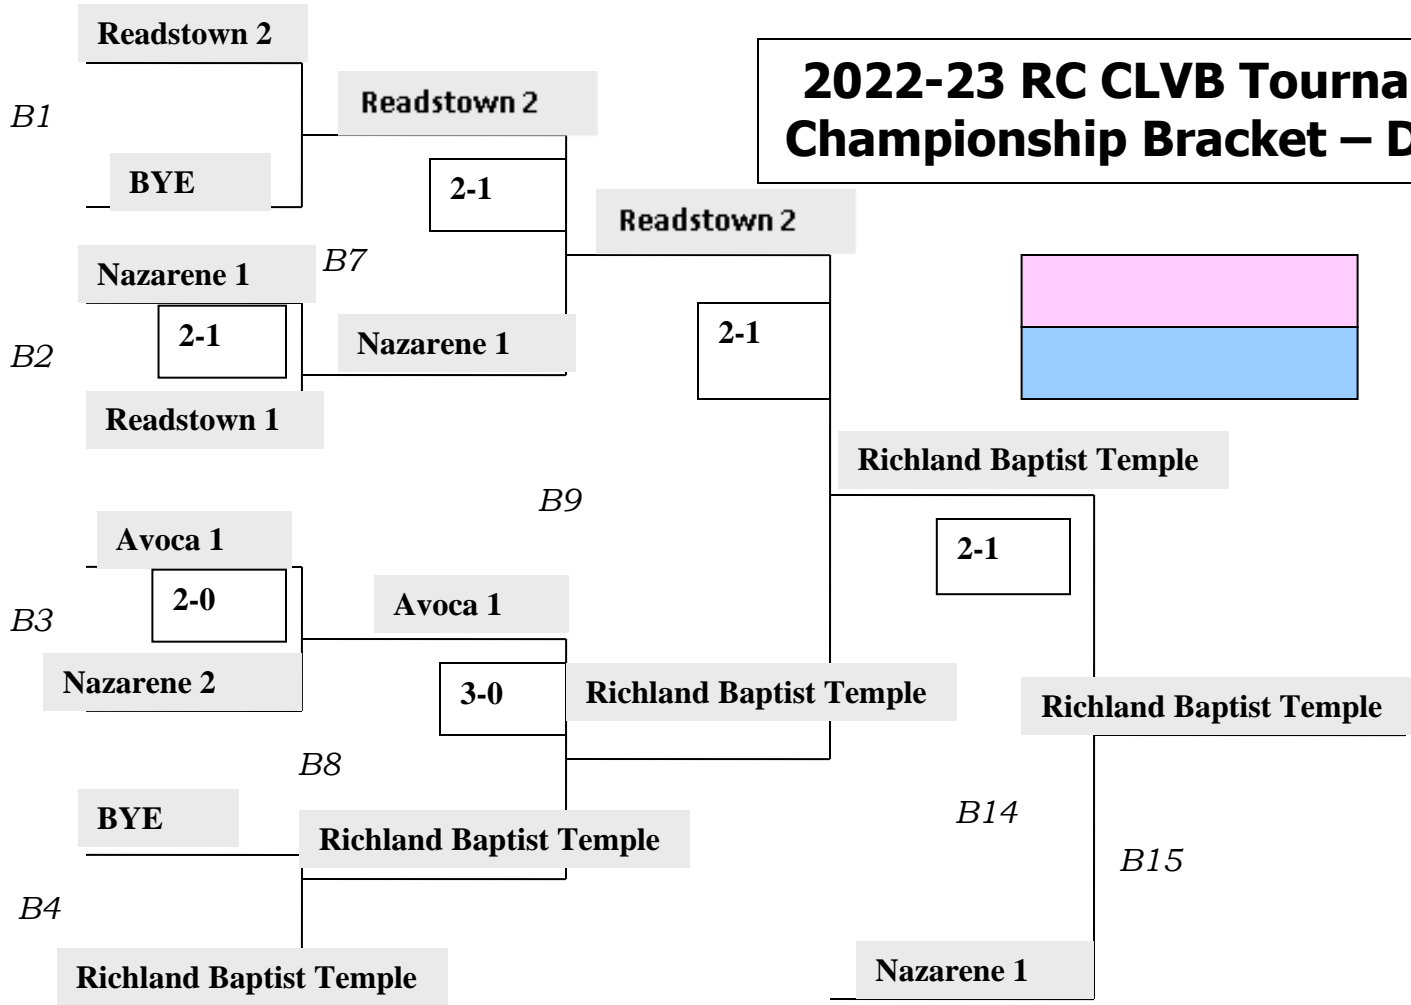 Readstown 2
2022-23 RC CLVB Tourna
Championship Bracket – D
B1
Readstown 2
BYE
2-1
Readstown 2
Nazarene 1
B7
B2
2-1
Nazarene 1
2-1
Readstown 1
Richland Baptist Temple
B9
Avoca 1
2-1
B3
2-0
Avoca 1
Nazarene 2
3-0
Richland Baptist Temple
Richland Baptist Temple
B8
BYE
Richland Baptist Temple
B14
B15
B4
Richland Baptist Temple
Nazarene 1